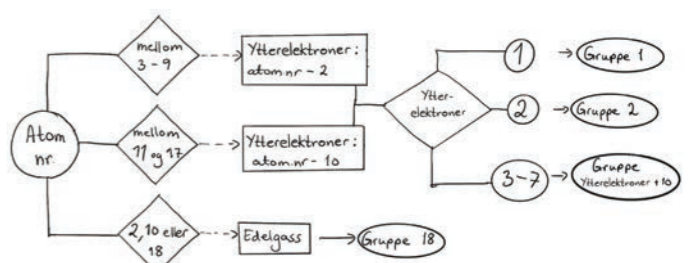 Atom
nr.
mellom
3-9
Ytterelektroner:
atom.nr - 2
mellom
11 og 17
Ytterelektroner:
atom.nr - 10
2, 10 eller
18
Edelgass
Gruppe 18
Ytter-
elektroner
1
Gruppe 1
2
Gruppe 2
3-7
Gruppe
Ytterelektroner +10